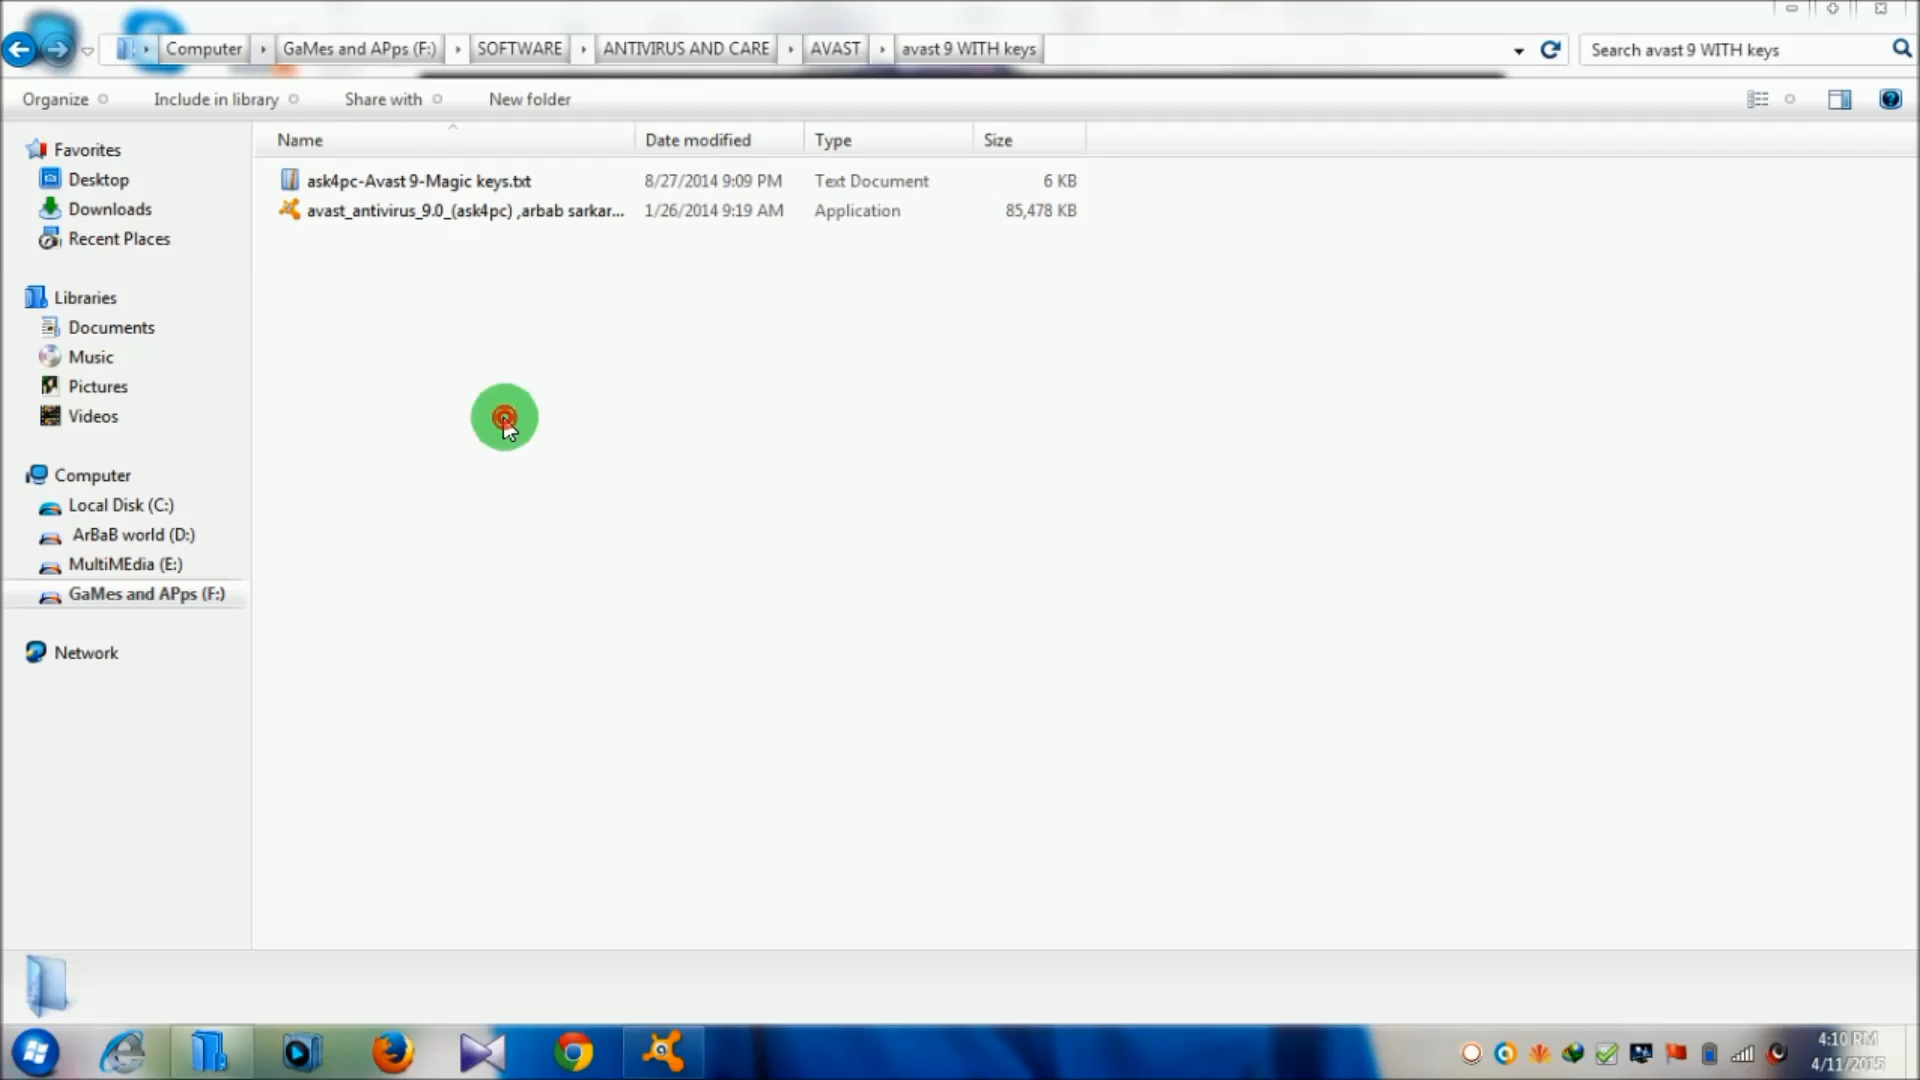 Computer GaMes and APps (F:) SOFTWARE ANTIVIRUS AND CARE AVAST avast 9 WITH keys Search avast 9 WITH keys
Organize Include in library Share with New folder
Name Date modified Type Size
ask4pc-Avast 9-Magic keys.txt 8/27/2014 9:09 PM Text Document 6 KB
avast_antivirus_9.0_(ask4pc) ,arbab sarkar... 1/26/2014 9:19 AM Application 85,478 KB
Favorites
Desktop
Downloads
Recent Places
Libraries
Documents
Music
Pictures
Videos
Computer
Local Disk (C:)
ArBaB world (D:)
MultiMEdia (E:)
GaMes and APps (F:)
Network
4:10 PM
4/11/2015